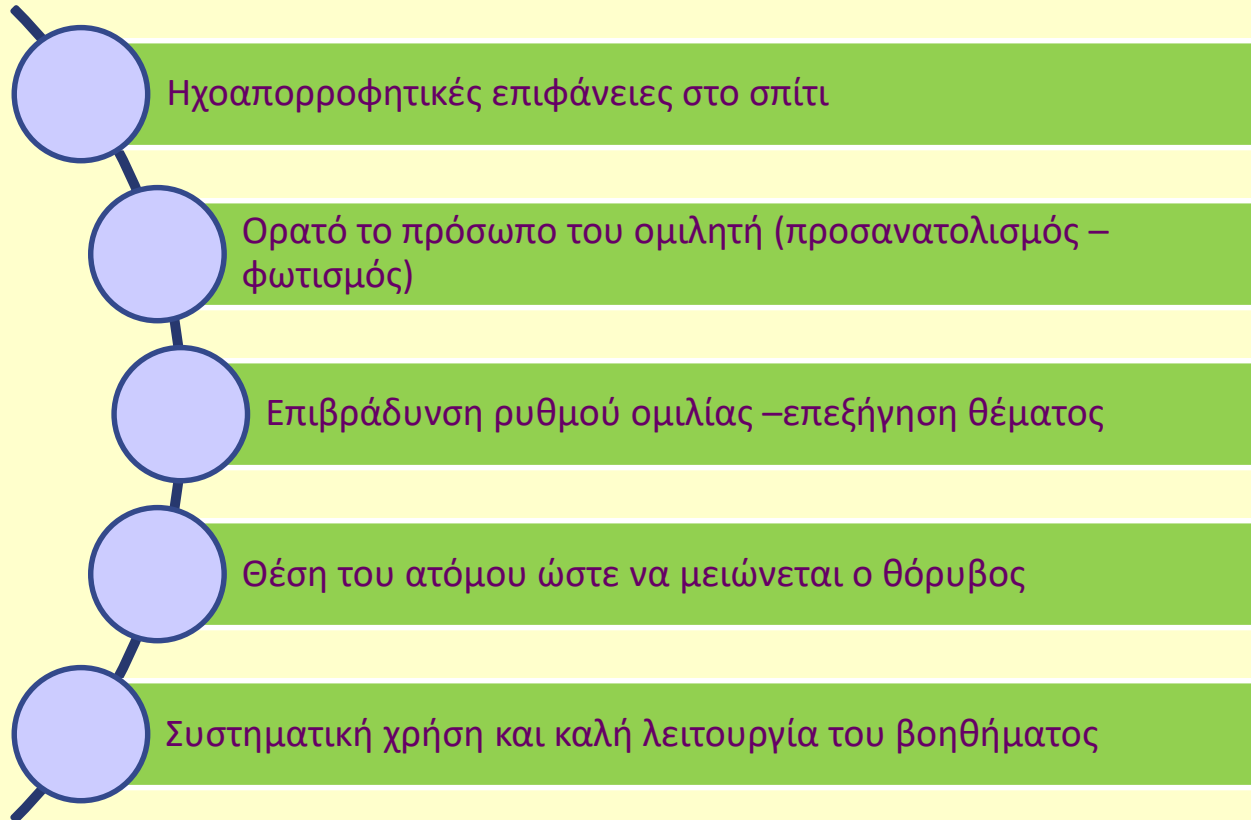 Ηχοαπορροφητικές επιφάνειες στο σπίτι
Ορατό το πρόσωπο του ομιλητή (προσανατολισμός –
φωτισμός)
Επιβράδυνση ρυθμού ομιλίας –επεξήγηση θέματος
Θέση του ατόμου ώστε να μειώνεται ο θόρυβος
Συστηματική χρήση και καλή λειτουργία του βοηθήματος